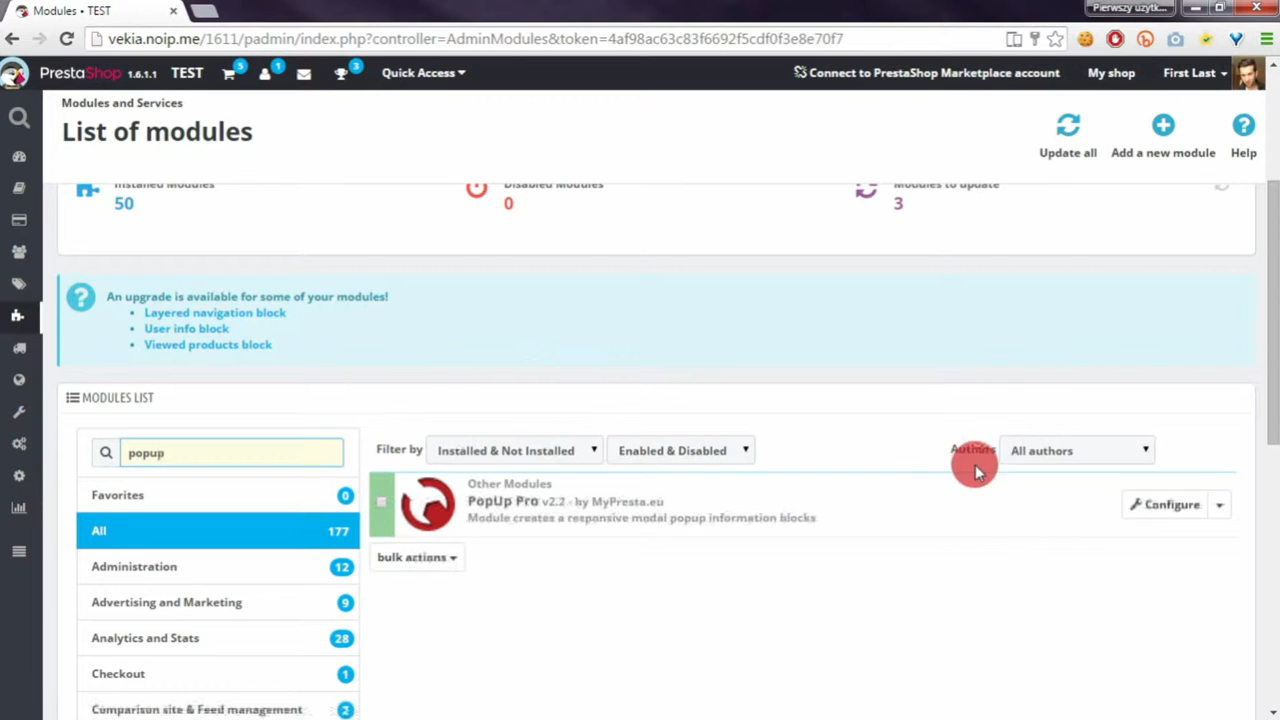 Modules • TEST
Pierwszy użytk...
vekia.noip.me/1611/padmin/index.php?controller=AdminModules&token=4af98ac63c83f6692f5cdf0f3e8e70f7
PrestaShop 1.6.1.1 TEST 5 1 3 Quick Access Connect to PrestaShop Marketplace account My shop First Last
Modules and Services
List of modules
Update all Add a new module Help
Installed Modules Disabled Modules Modules to update
50 0 3
An upgrade is available for some of your modules!
• Layered navigation block
• User info block
• Viewed products block
MODULES LIST
popup Filter by Installed & Not Installed Enabled & Disabled Authors All authors
Favorites 0
All 177
Administration 12
Advertising and Marketing 9
Analytics and Stats 28
Checkout 1
Comparison site & Feed management 2
Other Modules
PopUp Pro v2.2 - by MyPresta.eu
Module creates a responsive modal popup information blocks
Configure
bulk actions